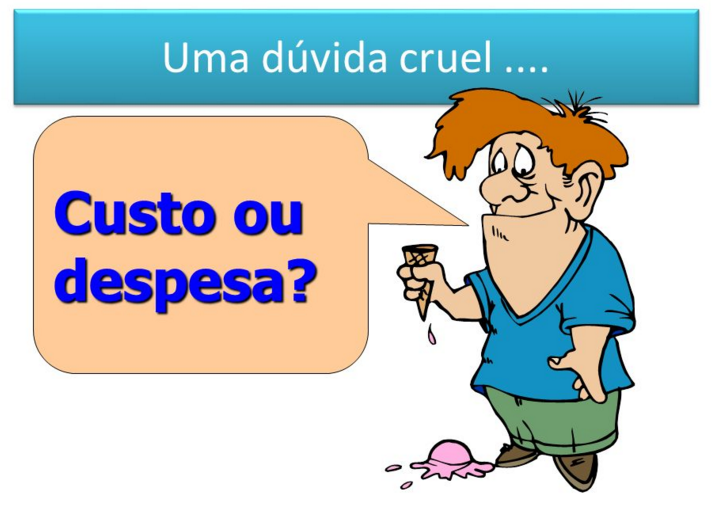 Uma dúvida cruel ....
Custo ou
despesa?